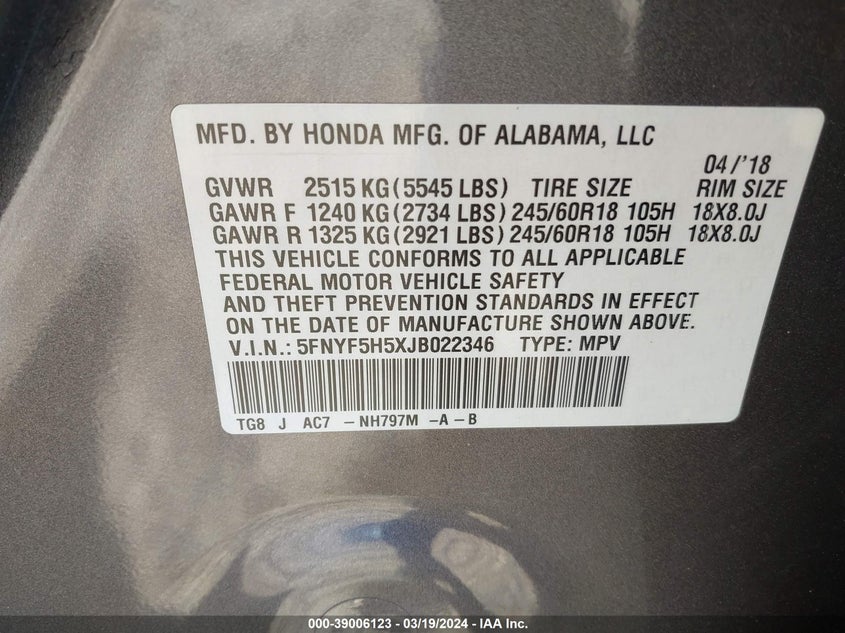 MFD. BY HONDA MFG. OF ALABAMA, LLC
04/'18
GVWR 2515 KG (5545 LBS) TIRE SIZE RIM SIZE
GAWR F 1240 KG (2734 LBS) 245/60R18 105H 18X8.0J
GAWR R 1325 KG (2921 LBS) 245/60R18 105H 18X8.0J
THIS VEHICLE CONFORMS TO ALL APPLICABLE
FEDERAL MOTOR VEHICLE SAFETY
AND THEFT PREVENTION STANDARDS IN EFFECT
ON THE DATE OF MANUFACTURE SHOWN ABOVE.
V.I.N.: 5FNYF5H5XJB022346 TYPE: MPV
TG8 J AC7 -NH797M -A-B
000-39006123 - 03/19/2024 - IAA Inc.